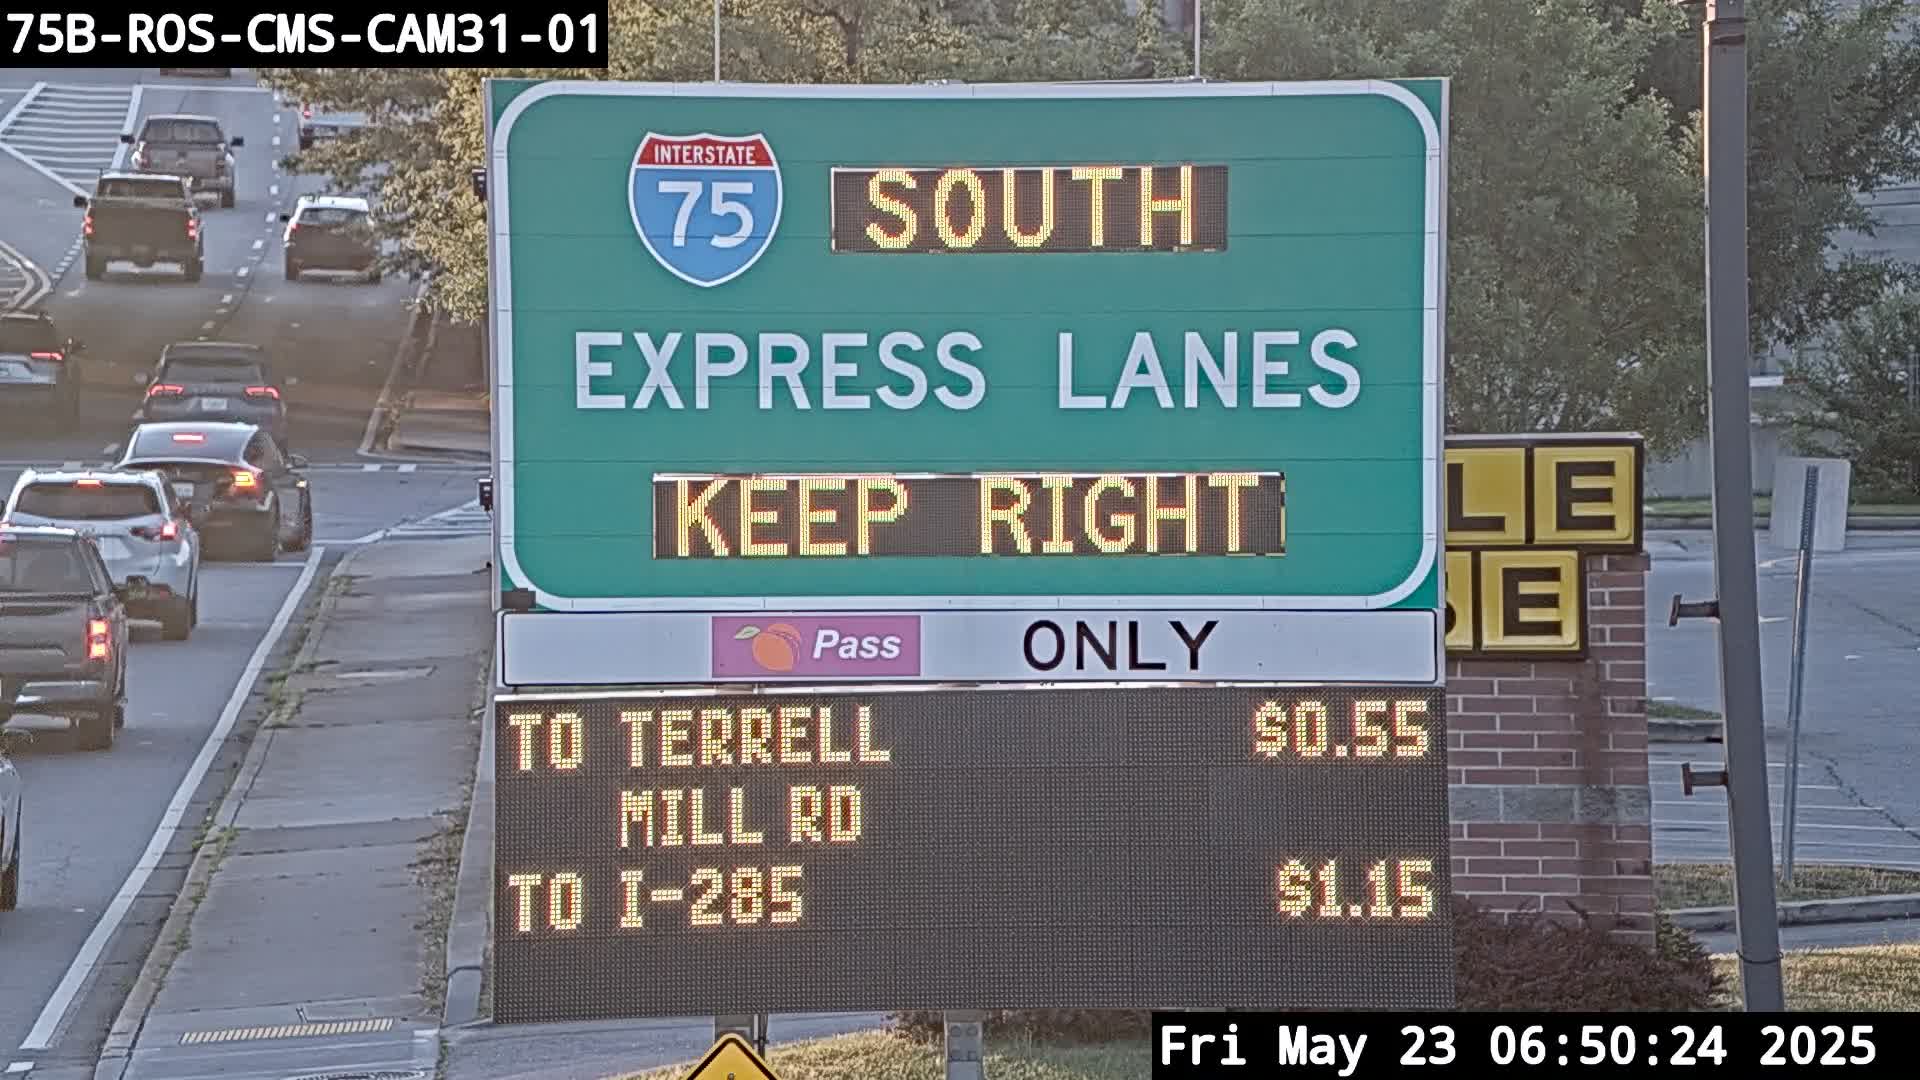 75B-ROS-CMS-CAM31-01
INTERSTATE
75
SOUTH
EXPRESS LANES
KEEP RIGHT
Pass ONLY
LE
E
TO TERRELL $0.55
MILL RD
TO I-285 $1.15
Fri May 23 06:50:24 2025